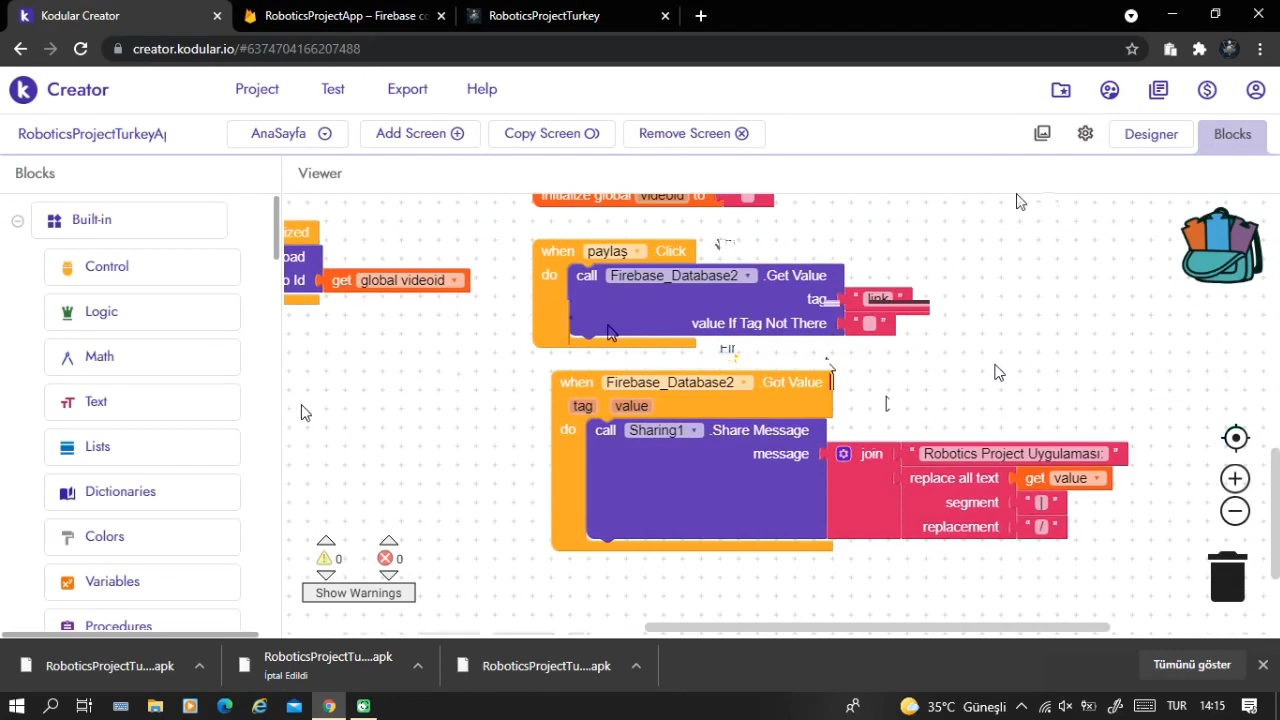 Kodular Creator
RoboticsProjectApp – Firebase co
RoboticsProjectTurkey
creator.kodular.io/#6374704166207488
Creator
Project
Test
Export
Help
RoboticsProjectTurkeyA
AnaSayfa
Add Screen
Copy Screen
Remove Screen
Designer
Blocks
Blocks
Viewer
Built-in
Control
Logic
Math
Text
Lists
Dictionaries
Colors
Variables
Procedures
initialize global videoid to
ized
oad
o Id
get global videoid
when paylaş .Click
do call Firebase_Database2 .Get Value
tag " link "
value If Tag Not There " "
when Firebase_Database2 .Got Value
tag value
do call Sharing1 .Share Message
message join " Robotics Project Uygulaması: "
replace all text get value
segment " | "
replacement " / "
0 0
Show Warnings
RoboticsProjectTu....apk
RoboticsProjectTu....apk
İptal Edildi
RoboticsProjectTu....apk
Tümünü göster
35°C Güneşli
TUR
14:15